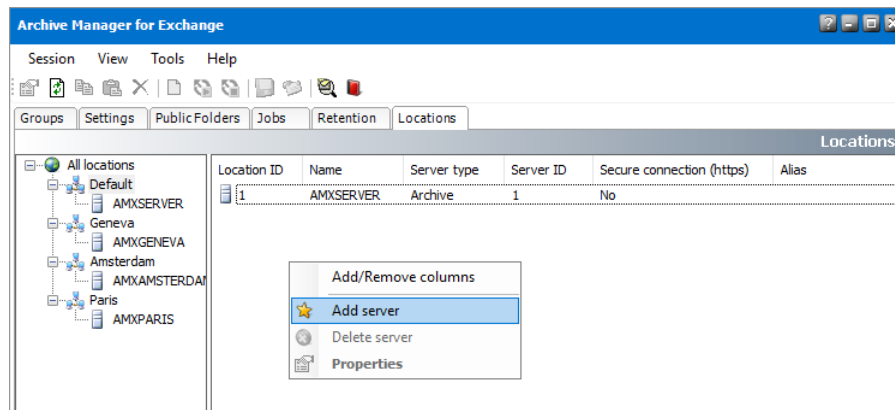 Archive Manager for Exchange
Session View Tools Help
Groups Settings Public Folders Jobs Retention Locations
Locations
All locations
Default
AMXSERVER
Geneva
AMXGENEVA
Amsterdam
AMXAMSTERDA
Paris
AMXPARIS
Location ID Name Server type Server ID Secure connection (https) Alias
1 AMXSERVER Archive 1 No
Add/Remove columns
Add server
Delete server
Properties